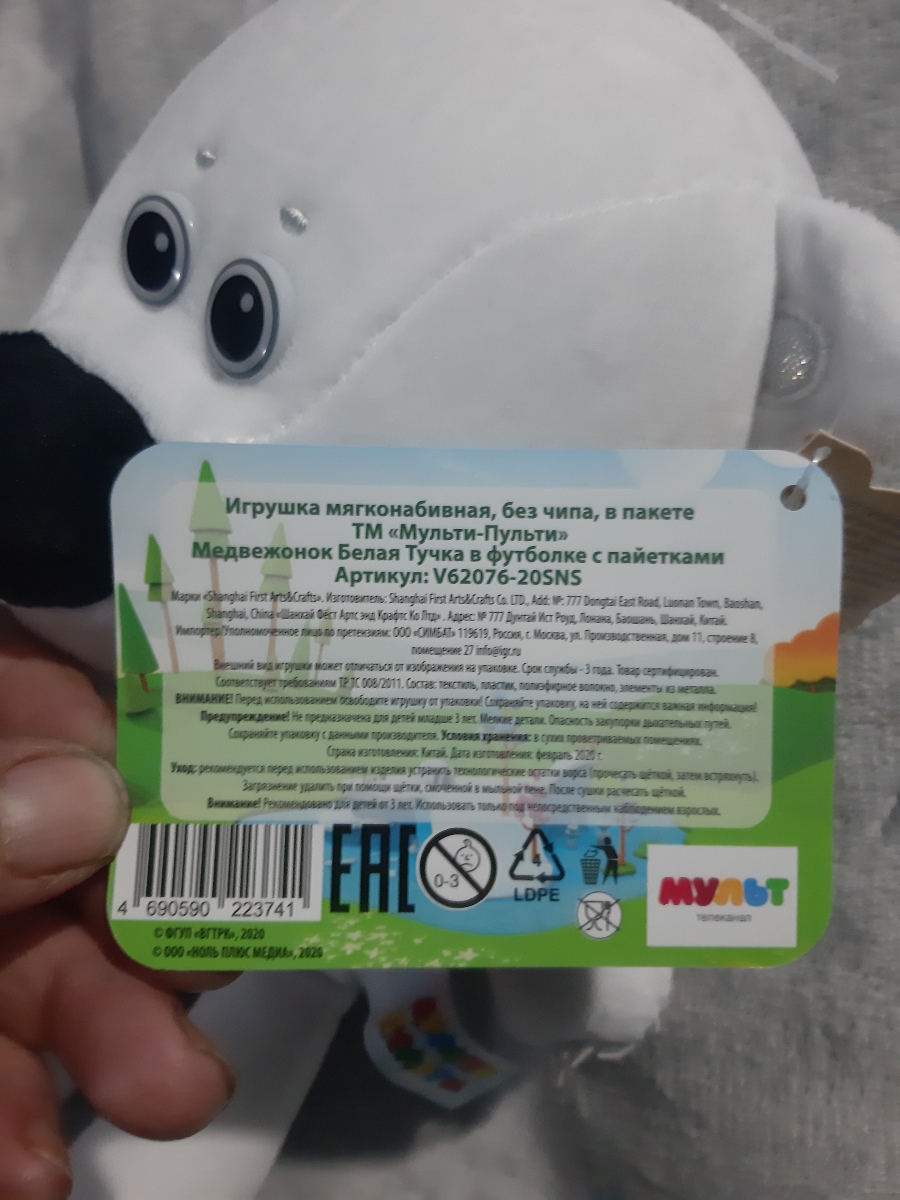 Игрушка мягконабивная, без чипа, в пакете
ТМ «Мульти-Пульти»
Медвежонок Белая Тучка в футболке с пайетками
Артикул: V62076-20SNS
Марки «Shanghai First Arts&Crafts». Изготовитель: Shanghai First Arts&Crafts Co. LTD., Add: №: 777 Dongtai East Road, Luonan Town, Baoshan,
Shanghai, China «Шанхай Фёст Артс энд Крафтс Ко Лтд» . Адрес: № 777 Дунтай Ист Роуд, Лонана, Баошань, Шанхай, Китай.
Импортер/Уполномоченное лицо по претензиям: ООО «СИМБАТ» 119619, Россия, г. Москва, ул. Производственная, дом 11, строение 8,
помещение 27 info@igr.ru
Внешний вид игрушки может отличаться от изображения на упаковке. Срок службы - 3 года. Товар сертифицирован.
Соответствует требованиям ТР ТС 008/2011. Состав: текстиль, пластик, полиэфирное волокно, элементы из металла.
ВНИМАНИЕ! Перед использованием освободите игрушку от упаковки! Сохраняйте упаковку, на ней содержится важная информация!
Предупреждение! Не предназначена для детей младше 3 лет. Мелкие детали. Опасность закупорки дыхательных путей.
Сохраняйте упаковку с данными производителя. Условия хранения: в сухих проветриваемых помещениях.
Страна изготовления: Китай. Дата изготовления: февраль 2020 г.
Уход: рекомендуется перед использованием изделия устранить технологические остатки ворса (прочесать щёткой, затем встряхнуть).
Загрязнение удалить при помощи щётки, смоченной в мыльной пене. После сушки расчесать щёткой.
Внимание! Рекомендовано для детей от 3 лет. Использовать только под непосредственным наблюдением взрослых.
EAC
0-3
4
LDPE
МУЛЬТ
телеканал
4 690590 223741
© ФГУП «ВГТРК», 2020
© ООО «НОЛЬ ПЛЮС МЕДИА», 2020